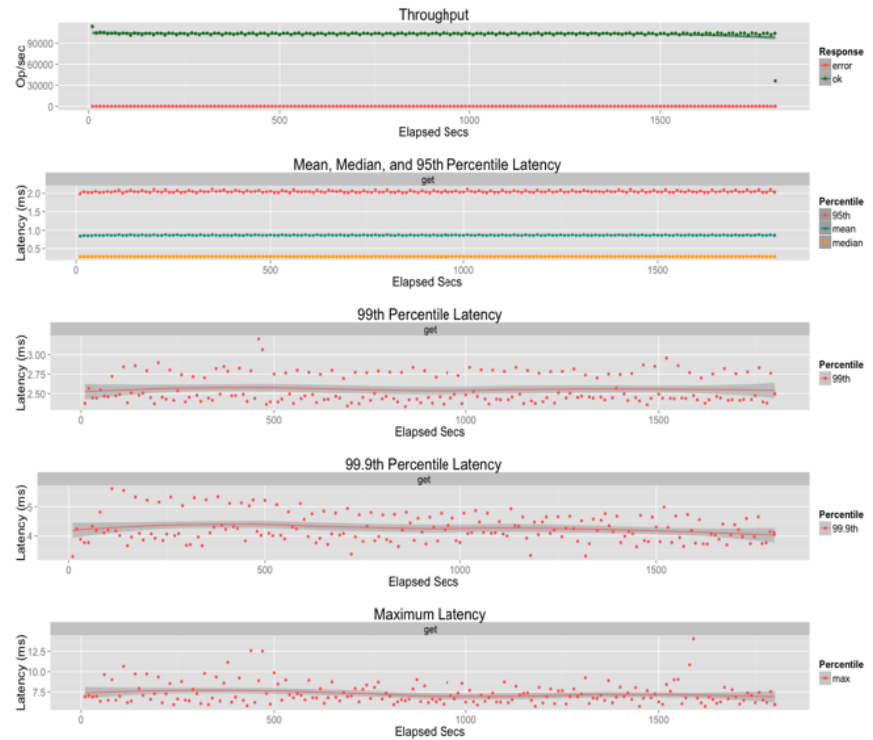 Throughput
90000
60000
30000
0
Op/sec
0
500
1000
1500
Elapsed Secs
Response
error
ok
Mean, Median, and 95th Percentile Latency
get
2.0
1.5
1.0
0.5
Latency (ms)
0
500
1000
1500
Elapsed Secs
Percentile
95th
mean
median
99th Percentile Latency
get
3.00
2.75
2.50
Latency (ms)
0
500
1000
1500
Elapsed Secs
Percentile
99th
99.9th Percentile Latency
get
5
4
Latency (ms)
0
500
1000
1500
Elapsed Secs
Percentile
99.9th
Maximum Latency
get
12.5
10.0
7.5
Latency (ms)
0
500
1000
1500
Elapsed Secs
Percentile
max